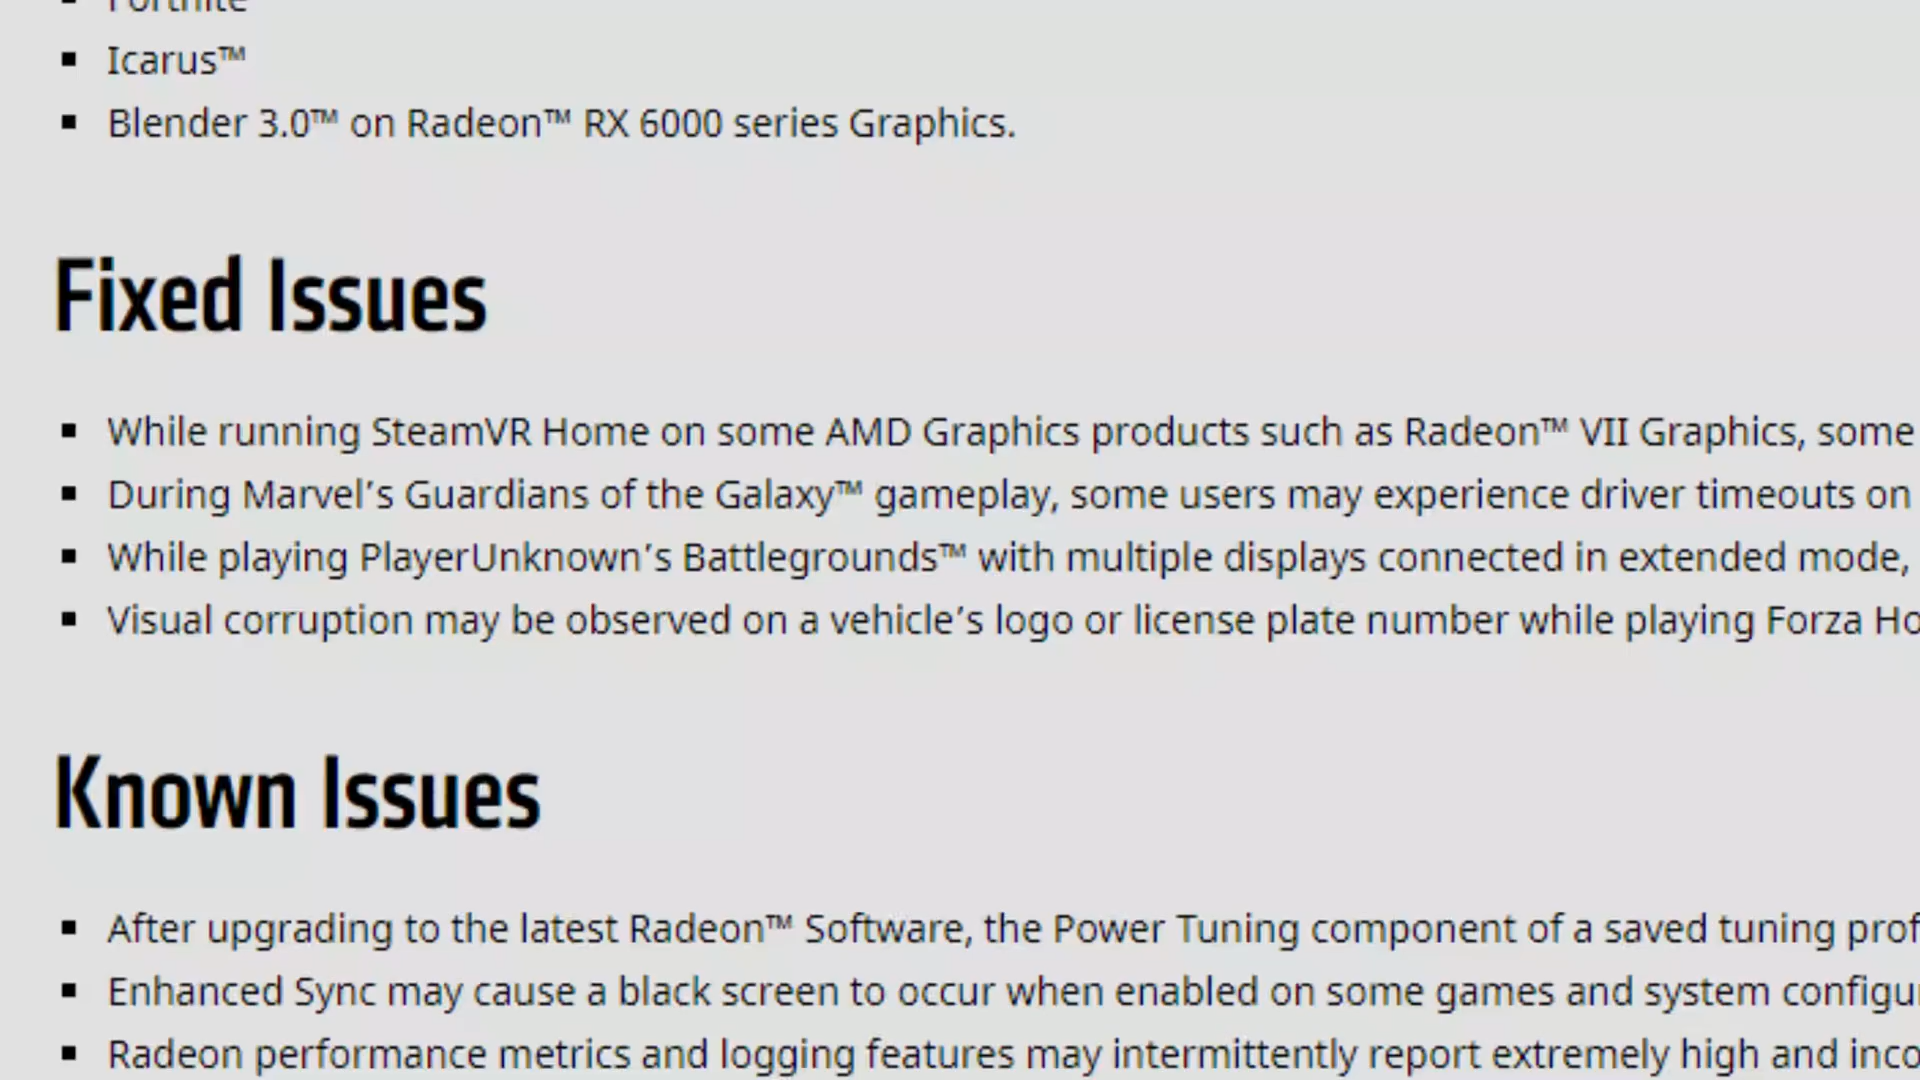 Fortnite
Icarus™
Blender 3.0™ on Radeon™ RX 6000 series Graphics.
Fixed Issues
While running SteamVR Home on some AMD Graphics products such as Radeon™ VII Graphics, some
During Marvel’s Guardians of the Galaxy™ gameplay, some users may experience driver timeouts on
While playing PlayerUnknown’s Battlegrounds™ with multiple displays connected in extended mode,
Visual corruption may be observed on a vehicle’s logo or license plate number while playing Forza Ho
Known Issues
After upgrading to the latest Radeon™ Software, the Power Tuning component of a saved tuning prof
Enhanced Sync may cause a black screen to occur when enabled on some games and system configu
Radeon performance metrics and logging features may intermittently report extremely high and inco